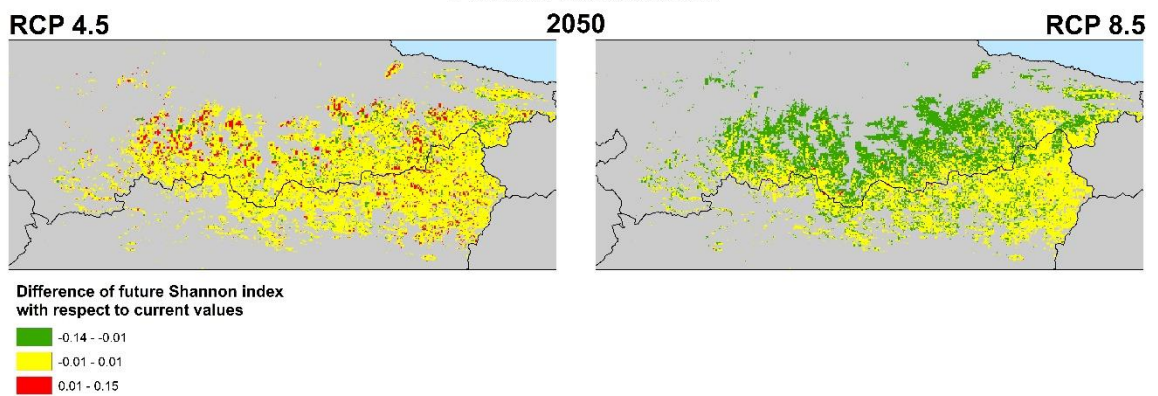 RCP 4.5
2050
RCP 8.5
Difference of future Shannon index
with respect to current values
-0.14 - -0.01
-0.01 - 0.01
0.01 - 0.15